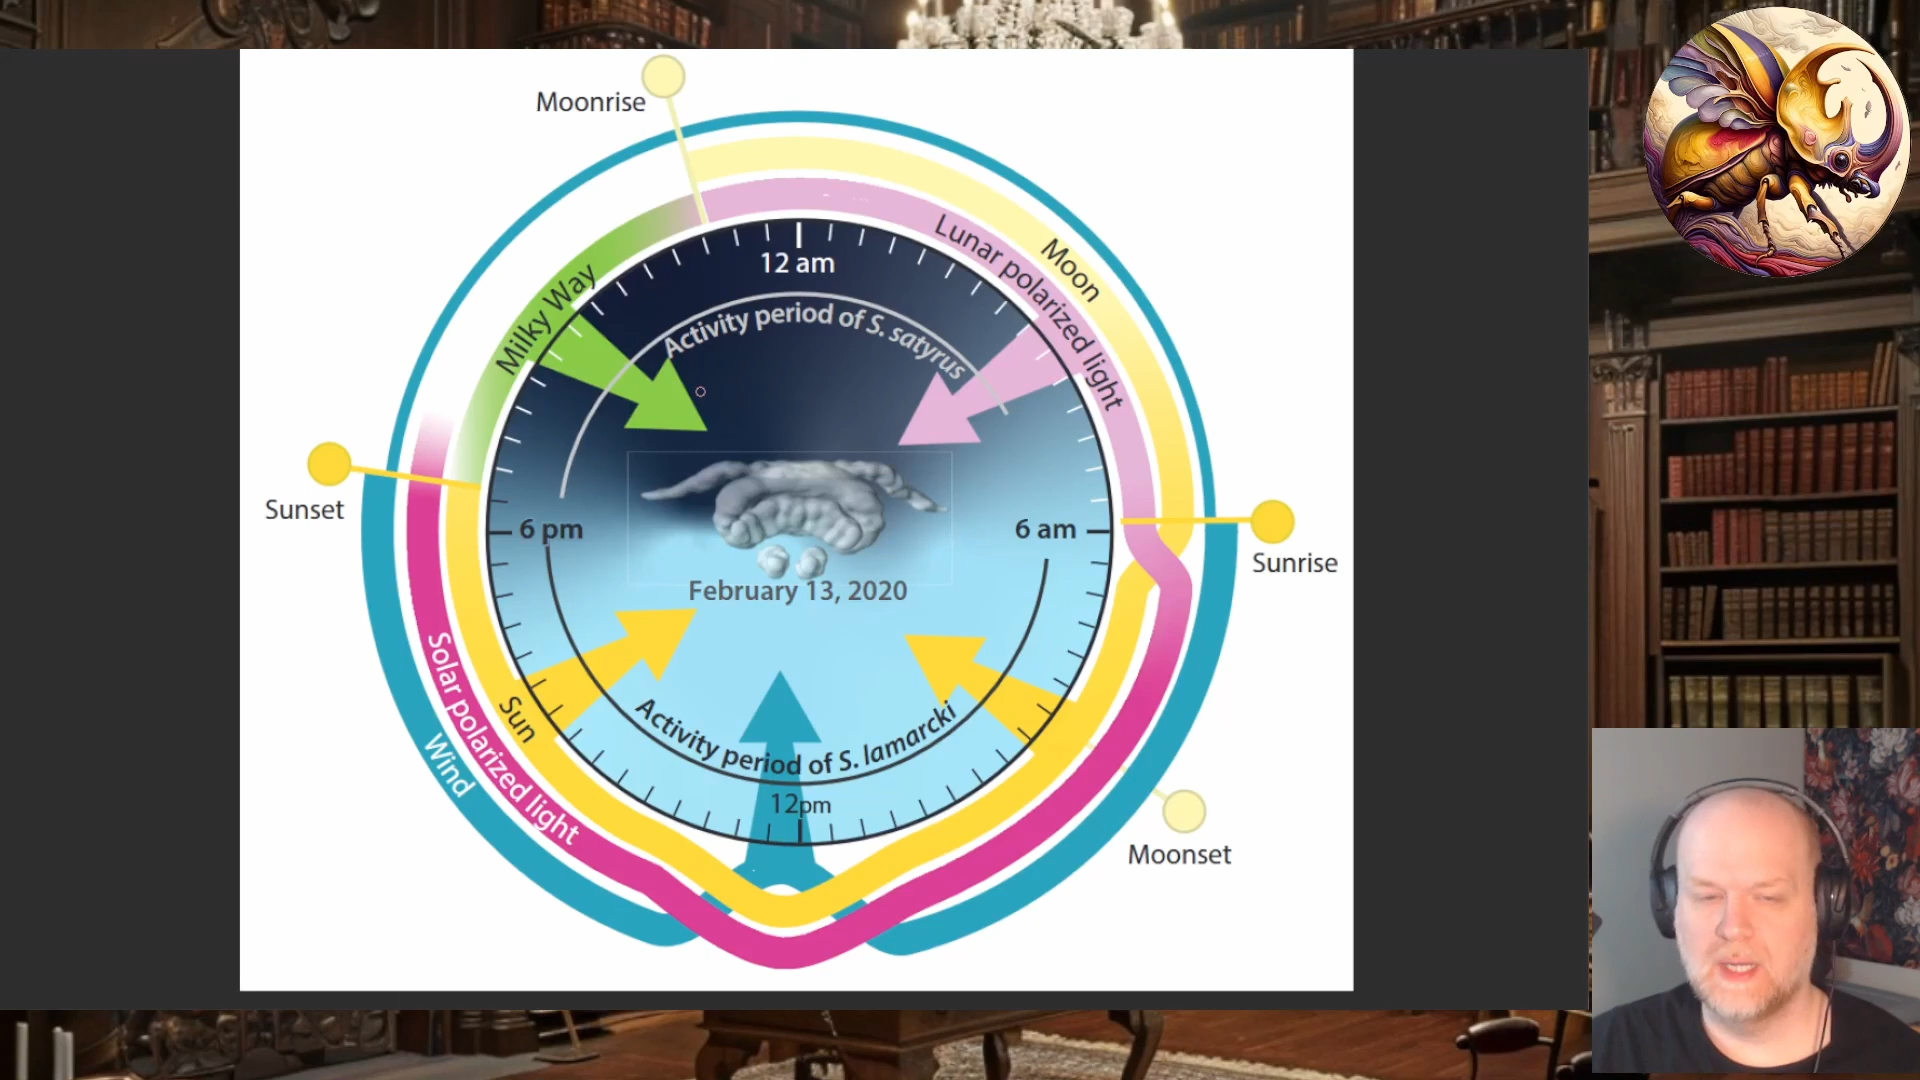 Moonrise
12 am
Moon
Lunar polarized light
Milky Way
Activity period of S. satyrus
Sunset
6 pm
6 am
Sunrise
February 13, 2020
Solar polarized light
Sun
Wind
Activity period of S. lamarcki
12pm
Moonset